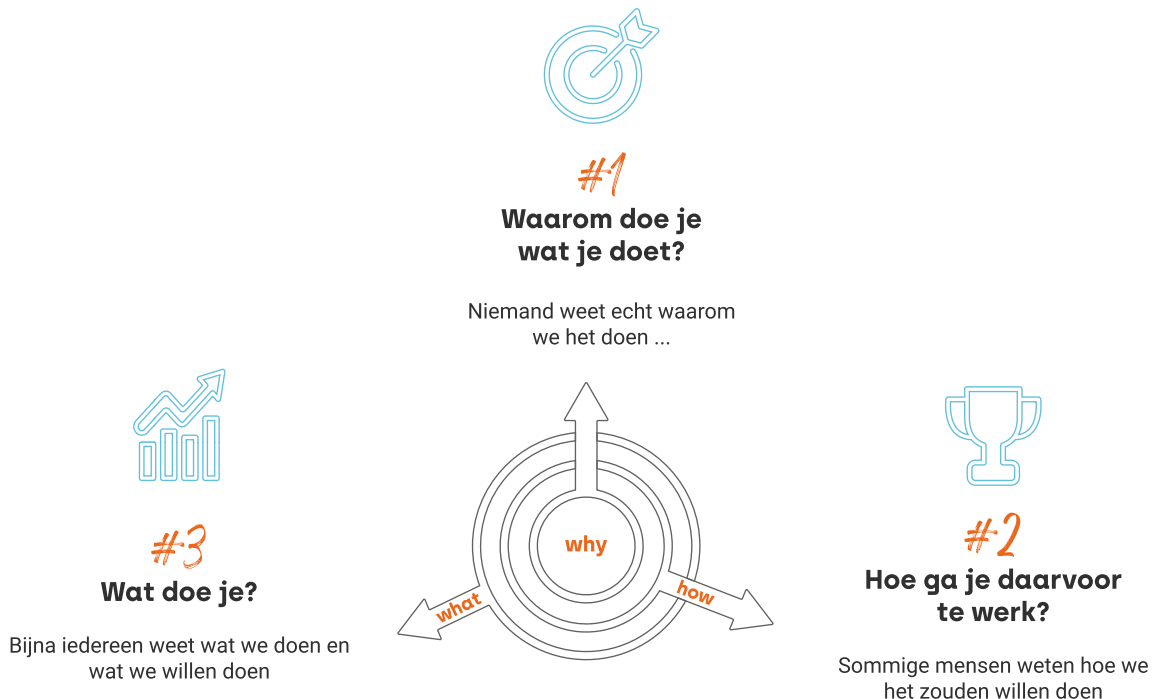 #1
Waarom doe je
wat je doet?
Niemand weet echt waarom
we het doen ...
why
what
how
#3
Wat doe je?
Bijna iedereen weet wat we doen en
wat we willen doen
#2
Hoe ga je daarvoor
te werk?
Sommige mensen weten hoe we
het zouden willen doen